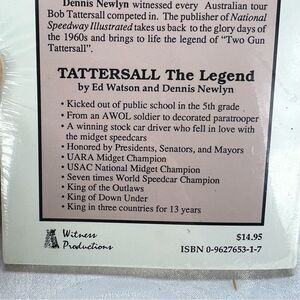 Dennis Newlyn witnessed every Australian tour
Bob Tattersall competed in. The publisher of National
Speedway Illustrated takes us back to the glory days of
the 1960s and brings to life the legend of "Two Gun
Tattersall".
TATTERSALL The Legend
by Ed Watson and Dennis Newlyn
• Kicked out of public school in the 5th grade
• From an AWOL soldier to decorated paratrooper
• A winning stock car driver who fell in love with
the midget speedcars
• Honored by Presidents, Senators, and Mayors
• UARA Midget Champion
• USAC National Midget Champion
• Seven times World Speedcar Champion
• King of the Outlaws
• King of Down Under
• King in three countries for 13 years
Witness
Productions
$14.95
ISBN 0-9627653-1-7